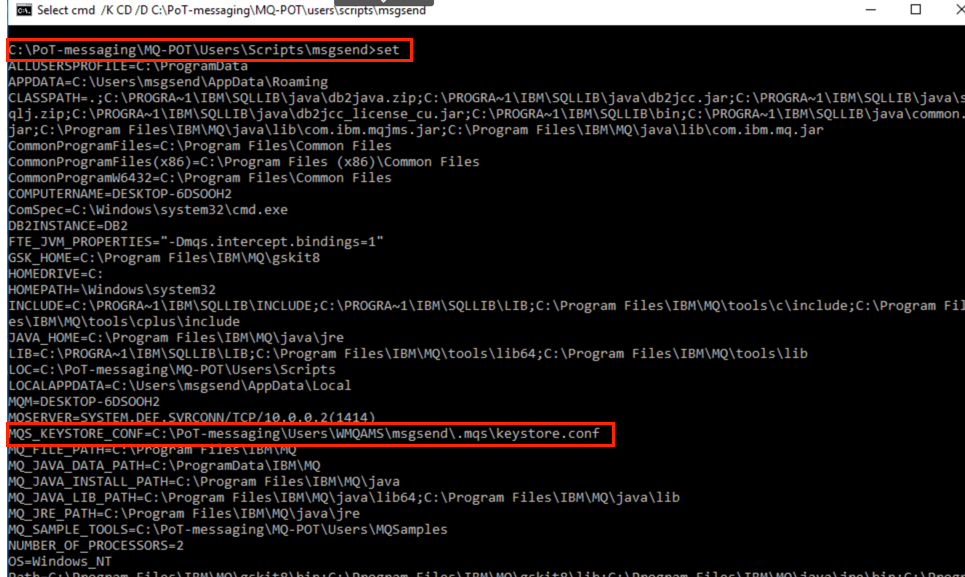 Select cmd /K CD /D C:\PoT-messaging\MQ-POT\users\scripts\msgsend
C:\PoT-messaging\MQ-POT\Users\Scripts\msgsend>set
ALLUSERSPROFILE=C:\ProgramData
APPDATA=C:\Users\msgsend\AppData\Roaming
CLASSPATH=.;C:\PROGRA~1\IBM\SQLLIB\java\db2java.zip;C:\PROGRA~1\IBM\SQLLIB\java\db2jcc.jar;C:\PROGRA~1\IBM\SQLLIB\java\s
qlj.zip;C:\PROGRA~1\IBM\SQLLIB\java\db2jcc_license_cu.jar;C:\PROGRA~1\IBM\SQLLIB\bin;C:\PROGRA~1\IBM\SQLLIB\java\common.
jar;C:\Program Files\IBM\MQ\java\lib\com.ibm.mqjms.jar;C:\Program Files\IBM\MQ\java\lib\com.ibm.mq.jar
CommonProgramFiles=C:\Program Files\Common Files
CommonProgramFiles(x86)=C:\Program Files (x86)\Common Files
CommonProgramW6432=C:\Program Files\Common Files
COMPUTERNAME=DESKTOP-6DSOOH2
ComSpec=C:\Windows\system32\cmd.exe
DB2INSTANCE=DB2
FTE_JVM_PROPERTIES="-Dmqs.intercept.bindings=1"
GSK_HOME=C:\Program Files\IBM\MQ\gskit8
HOMEDRIVE=C:
HOMEPATH=\Windows\system32
INCLUDE=C:\PROGRA~1\IBM\SQLLIB\INCLUDE;C:\PROGRA~1\IBM\SQLLIB\LIB;C:\Program Files\IBM\MQ\tools\c\include;C:\Program Fil
es\IBM\MQ\tools\cplus\include
JAVA_HOME=C:\Program Files\IBM\MQ\java\jre
LIB=C:\PROGRA~1\IBM\SQLLIB\LIB;C:\Program Files\IBM\MQ\tools\lib64;C:\Program Files\IBM\MQ\tools\lib
LOC=C:\PoT-messaging\MQ-POT\Users\Scripts
LOCALAPPDATA=C:\Users\msgsend\AppData\Local
MQM=DESKTOP-6DSOOH2
MQSERVER=SYSTEM.DEF.SVRCONN/TCP/10.0.0.2(1414)
MQS_KEYSTORE_CONF=C:\PoT-messaging\Users\WMQAMS\msgsend\.mqs\keystore.conf
MQ_FILE_PATH=C:\Program Files\IBM\MQ
MQ_JAVA_DATA_PATH=C:\ProgramData\IBM\MQ
MQ_JAVA_INSTALL_PATH=C:\Program Files\IBM\MQ\java
MQ_JAVA_LIB_PATH=C:\Program Files\IBM\MQ\java\lib64;C:\Program Files\IBM\MQ\java\lib
MQ_JRE_PATH=C:\Program Files\IBM\MQ\java\jre
MQ_SAMPLE_TOOLS=C:\PoT-messaging\MQ-POT\Users\MQSamples
NUMBER_OF_PROCESSORS=2
OS=Windows_NT